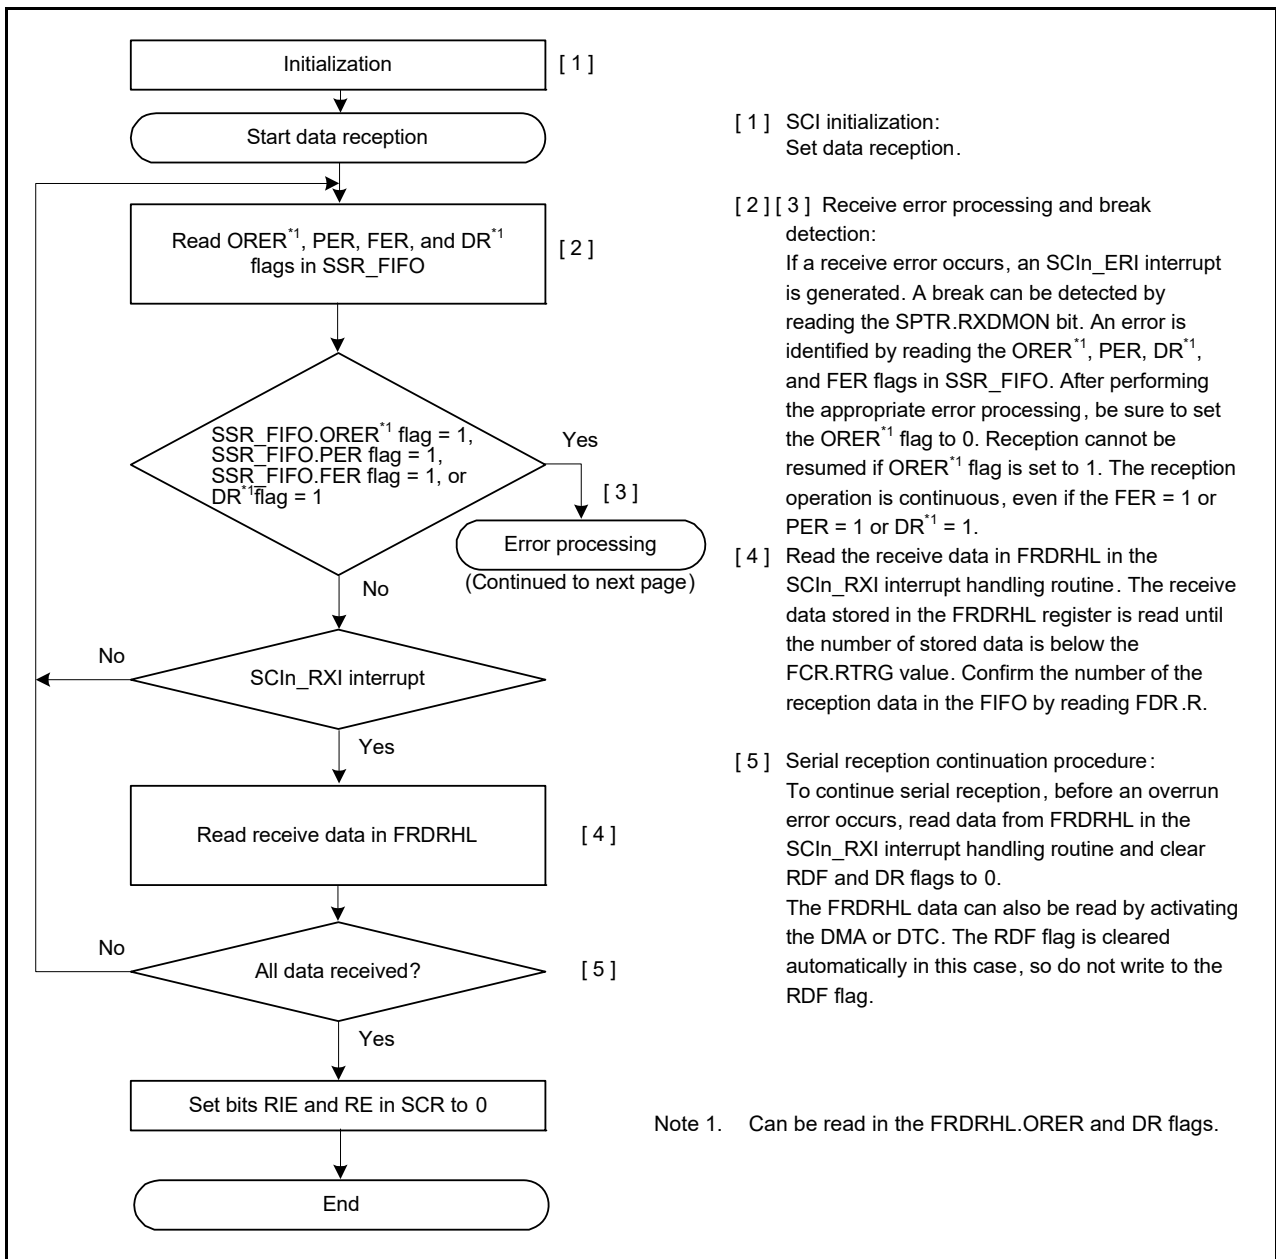 Initialization
[ 1 ]
Start data reception
Read ORER*1, PER, FER, and DR*1
flags in SSR_FIFO
[ 2 ]
SSR_FIFO.ORER*1 flag = 1,
SSR_FIFO.PER flag = 1,
SSR_FIFO.FER flag = 1, or
DR*1flag = 1
Yes
[ 3 ]
Error processing
(Continued to next page)
No
SCIn_RXI interrupt
No
Yes
Read receive data in FRDRHL
[ 4 ]
All data received?
[ 5 ]
No
Yes
Set bits RIE and RE in SCR to 0
End
[ 1 ] SCI initialization:
Set data reception.
[ 2 ] [ 3 ] Receive error processing and break
detection:
If a receive error occurs, an SCIn_ERI interrupt
is generated. A break can be detected by
reading the SPTR.RXDMON bit. An error is
identified by reading the ORER*1, PER, DR*1,
and FER flags in SSR_FIFO. After performing
the appropriate error processing, be sure to set
the ORER*1 flag to 0. Reception cannot be
resumed if ORER*1 flag is set to 1. The reception
operation is continuous, even if the FER = 1 or
PER = 1 or DR*1 = 1.
[ 4 ] Read the receive data in FRDRHL in the
SCIn_RXI interrupt handling routine. The receive
data stored in the FRDRHL register is read until
the number of stored data is below the
FCR.RTRG value. Confirm the number of the
reception data in the FIFO by reading FDR.R.
[ 5 ] Serial reception continuation procedure:
To continue serial reception, before an overrun
error occurs, read data from FRDRHL in the
SCIn_RXI interrupt handling routine and clear
RDF and DR flags to 0.
The FRDRHL data can also be read by activating
the DMA or DTC. The RDF flag is cleared
automatically in this case, so do not write to the
RDF flag.
Note 1. Can be read in the FRDRHL.ORER and DR flags.